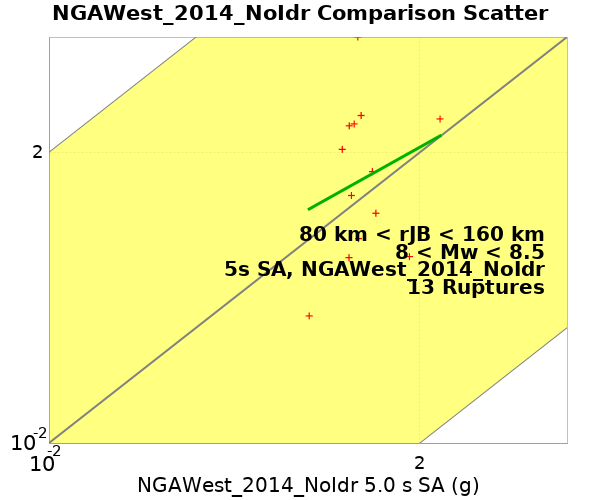 NGAWest_2014_NoIdr Comparison Scatter
2
80 km < rJB < 160 km
8 < Mw < 8.5
5s SA, NGAWest_2014_NoIdr
13 Ruptures
10-2
10-2
2
NGAWest_2014_NoIdr 5.0 s SA (g)